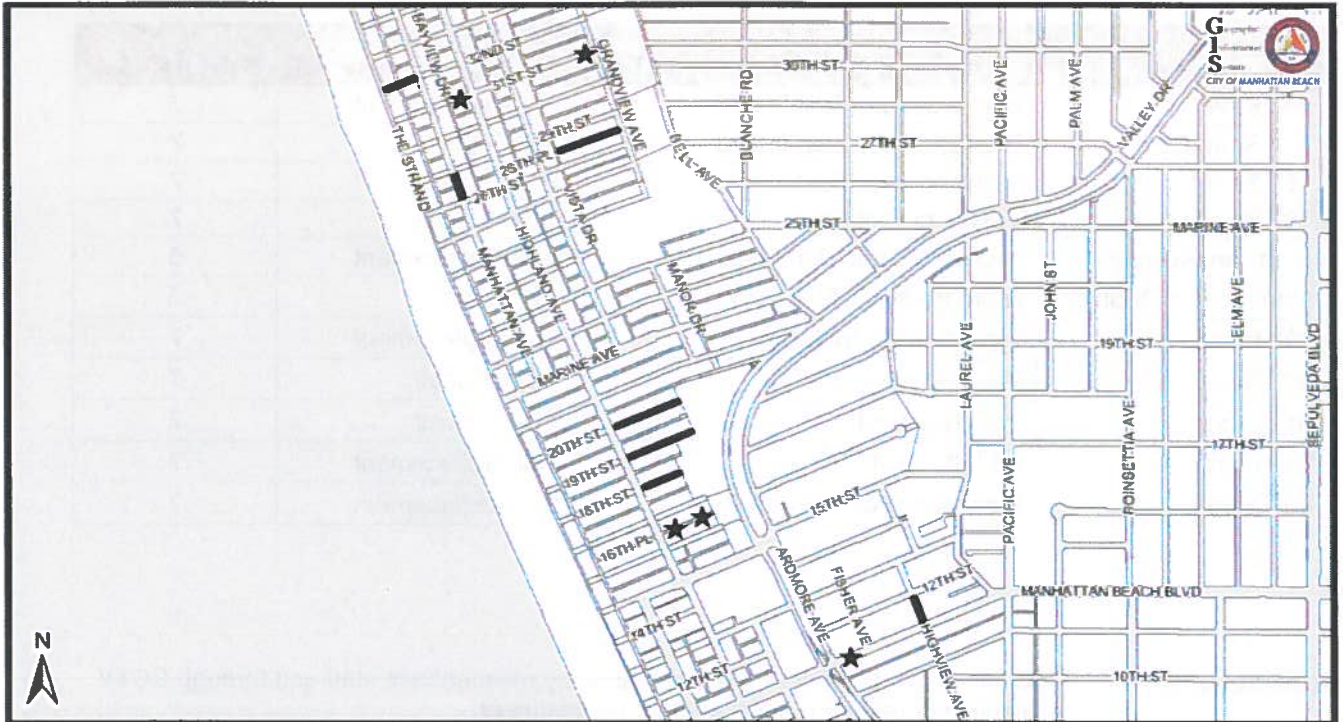 BAYVIEW DR
32ND ST
31ST ST
GRANDVIEW AVE
30TH ST
BLANCHE RD
PACIFIC AVE
PALM AVE
VALLEY DR
GIS
CITY OF MANHATTAN BEACH
THE STRAND
29TH ST
28TH PL
26TH ST
BELL AVE
27TH ST
VISTA DR
25TH ST
MARINE AVE
HIGHLAND AVE
MANHATTAN AVE
MANOR DR
JOHN ST
ELM AVE
SEPULVEDA BLVD
MARINE AVE
LAUREL AVE
19TH ST
20TH ST
19TH ST
18TH ST
17TH ST
POINSETTIA AVE
PACIFIC AVE
15TH ST
16TH PL
ARDMORE AVE
FISHER AVE
12TH ST
MANHATTAN BEACH BLVD
14TH ST
HIGHVIEW AVE
12TH ST
10TH ST
N